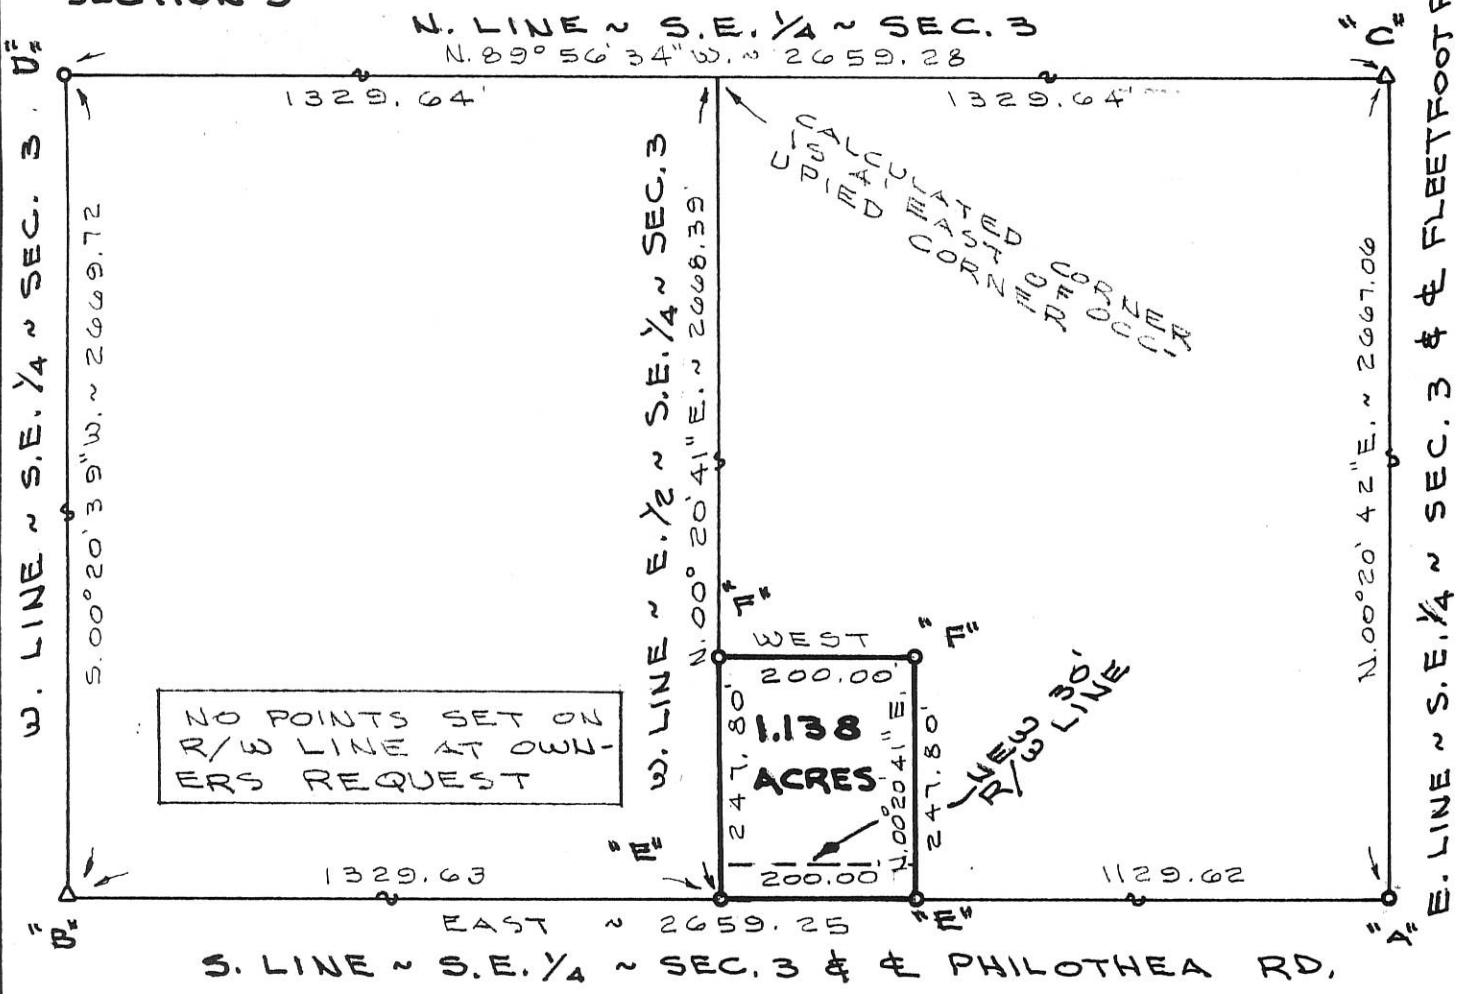 SECTION 3
N. LINE ~ S.E. 1/4 ~ SEC. 3
N. 89° 56' 34" W. ~ 2659.28
"D"
"C"
1329.64'
1329.64'
W. LINE ~ S.E. 1/4 ~ SEC. 3
S. 00° 20' 39" W. ~ 2669.72
W. LINE ~ E. 1/2 ~ S.E. 1/4 ~ SEC. 3
N. 00° 20' 41" E. ~ 2668.39'
CALCULATED CORNER
IS 4' EAST OF OCC-
UPIED CORNER
N. 00° 20' 42" E. ~ 2667.06
E. LINE ~ S.E. 1/4 ~ SEC. 3 & ℄ FLEETFOOT
"F"
"F"
WEST
200.00'
NO POINTS SET ON
R/W LINE AT OWN-
ERS REQUEST
247.80'
1.138
ACRES
N. 00° 20' 41" E.
247.80'
NEW 30'
R/W LINE
"E"
1329.63
200.00'
1129.62
"B"
EAST ~ 2659.25
"E"
"A"
S. LINE ~ S.E. 1/4 ~ SEC. 3 & ℄ PHILOTHEA RD.